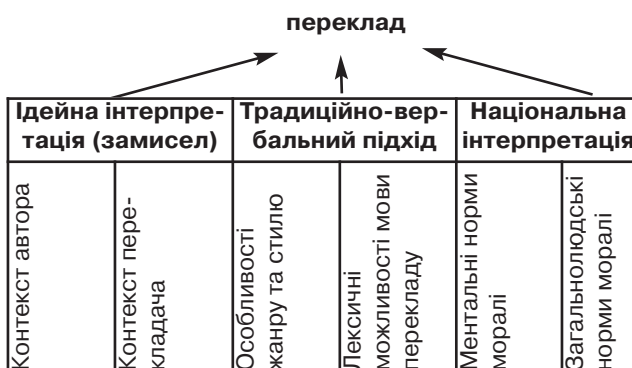 переклад
Ідейна інтерпре-
тація (замисел)
Традиційно-вер-
бальний підхід
Національна
інтерпретація
Контекст автора
Контекст пере-
кладача
Особливості
жанру та стилю
Лексичні
можливості мови
перекладу
Ментальні норми
моралі
Загальнолюдські
норми моралі